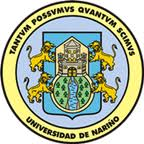 TANTVM POSSVMVS QVANTVM SCIMVS
UNIVERSIDAD DE NARIÑO